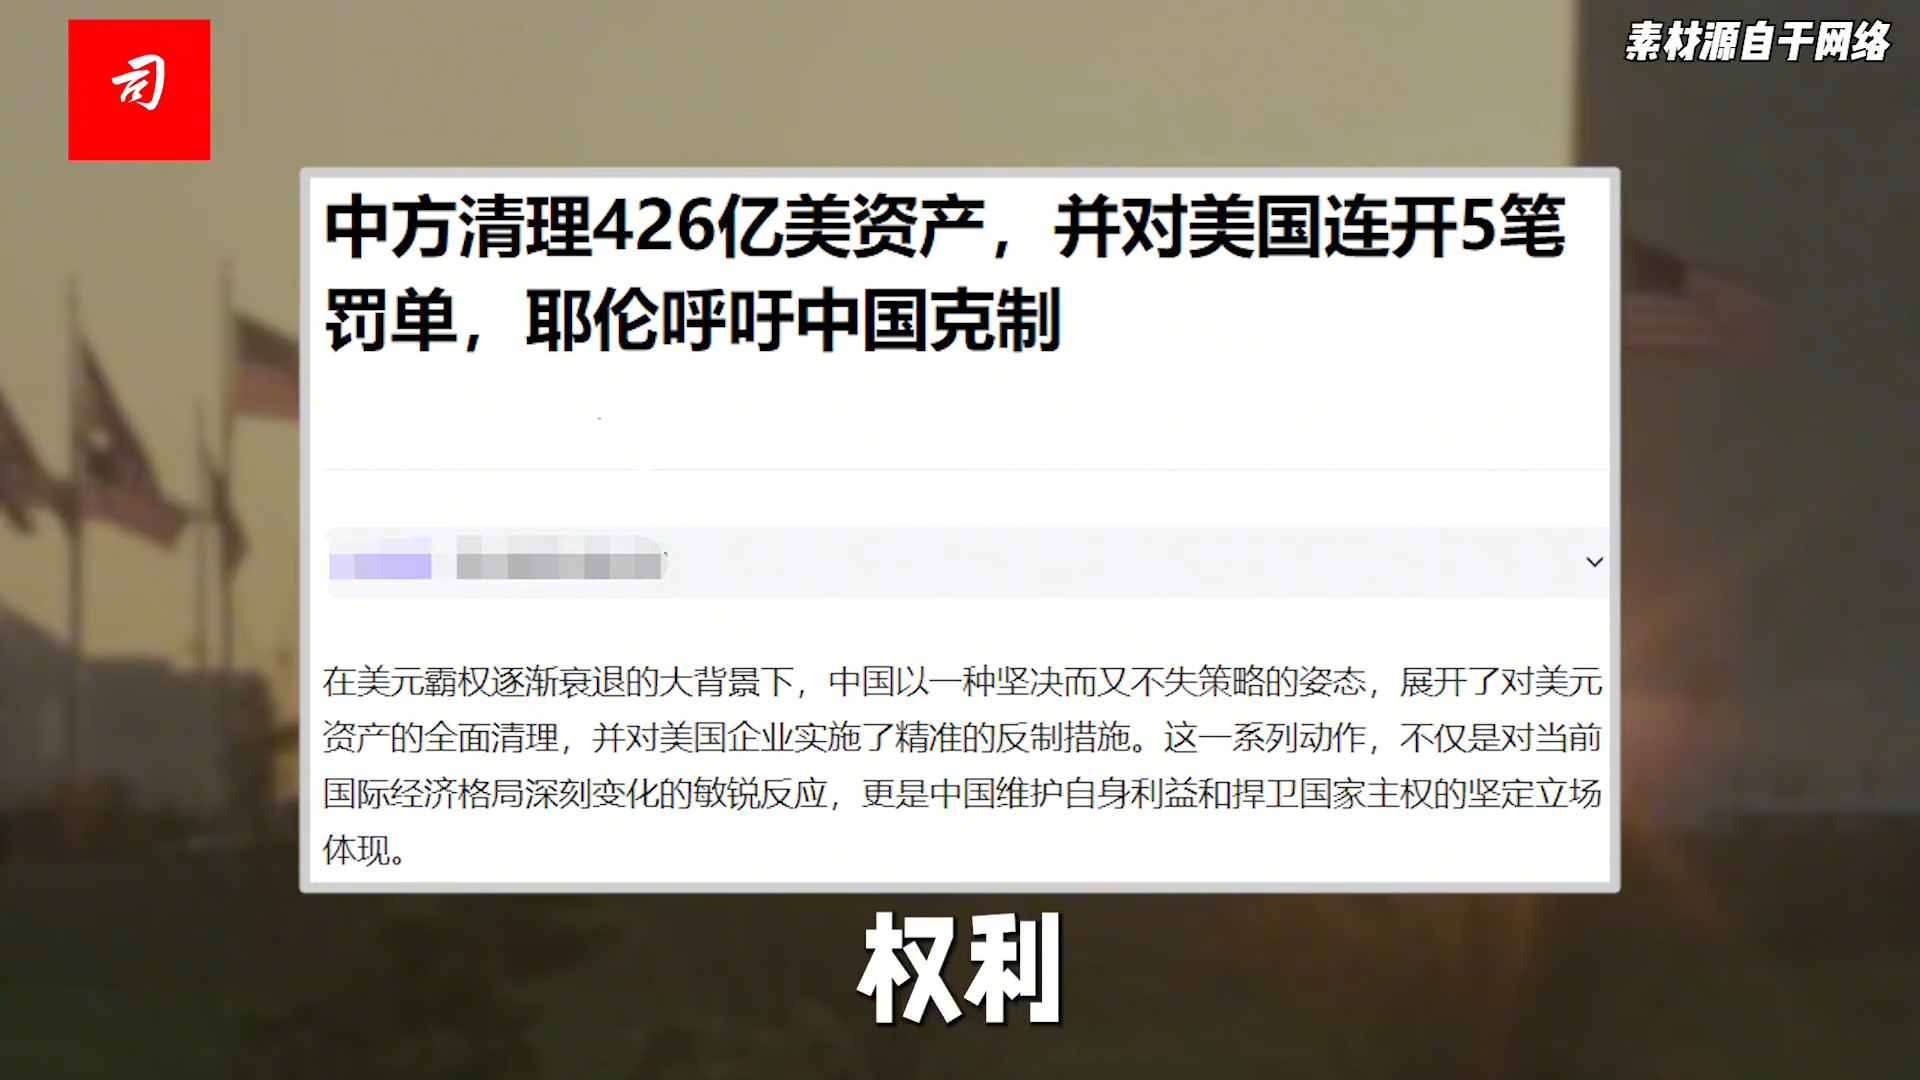 司
素材源自于网络
中方清理426亿美资产，并对美国连开5笔
罚单，耶伦呼吁中国克制
在美元霸权逐渐衰退的大背景下，中国以一种坚决而又不失策略的姿态，展开了对美元
资产的全面清理，并对美国企业实施了精准的反制措施。这一系列动作，不仅是对当前
国际经济格局深刻变化的敏锐反应，更是中国维护自身利益和捍卫国家主权的坚定立场
体现。
权利